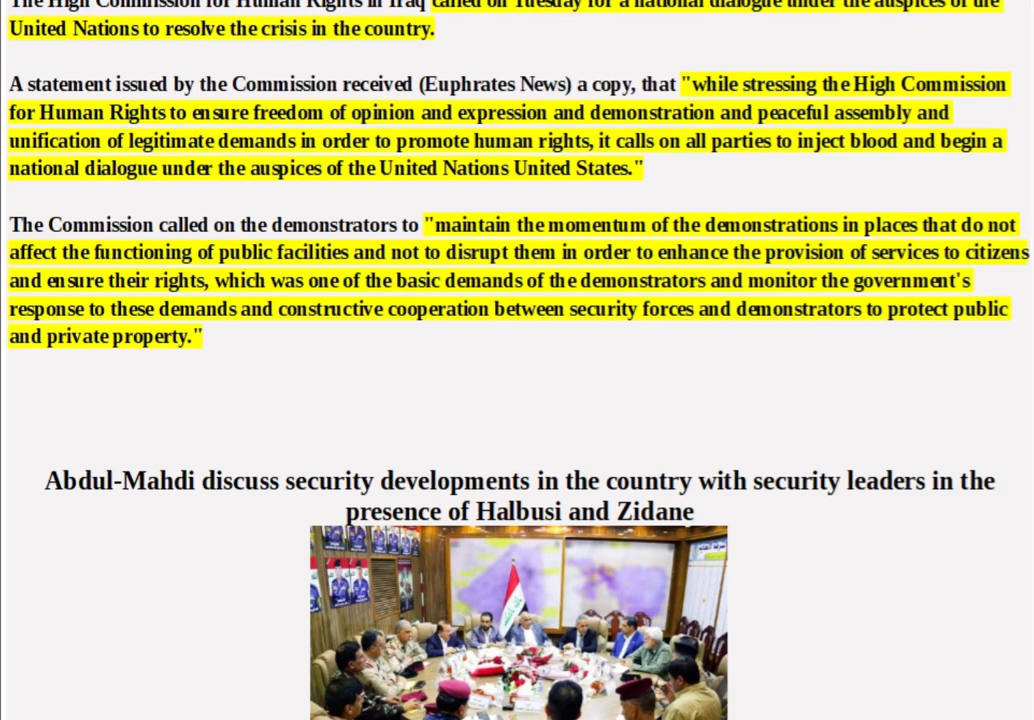 The High Commission for Human Rights in Iraq called on Tuesday for a national dialogue under the auspices of the
United Nations to resolve the crisis in the country.
A statement issued by the Commission received (Euphrates News) a copy, that "while stressing the High Commission
for Human Rights to ensure freedom of opinion and expression and demonstration and peaceful assembly and
unification of legitimate demands in order to promote human rights, it calls on all parties to inject blood and begin a
national dialogue under the auspices of the United Nations United States."
The Commission called on the demonstrators to "maintain the momentum of the demonstrations in places that do not
affect the functioning of public facilities and not to disrupt them in order to enhance the provision of services to citizens
and ensure their rights, which was one of the basic demands of the demonstrators and monitor the government's
response to these demands and constructive cooperation between security forces and demonstrators to protect public
and private property."
Abdul-Mahdi discuss security developments in the country with security leaders in the
presence of Halbusi and Zidane